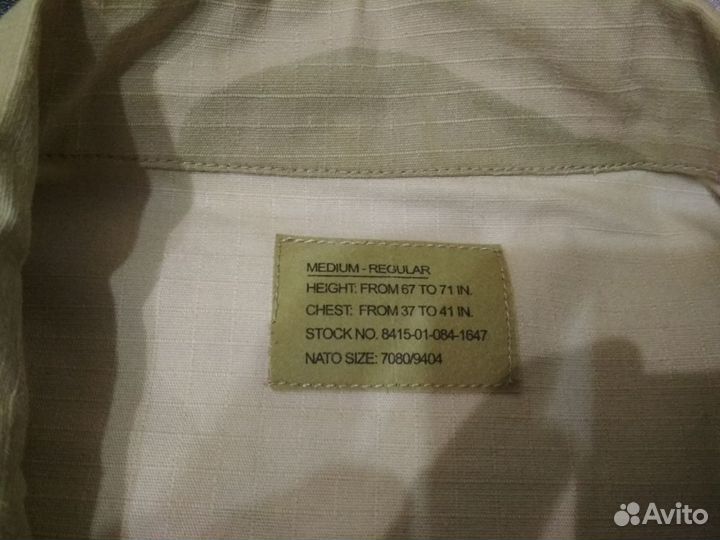 MEDIUM - REGULAR
HEIGHT: FROM 67 TO 71 IN.
CHEST: FROM 37 TO 41 IN.
STOCK NO. 8415-01-084-1647
NATO SIZE: 7080/9404
Avito